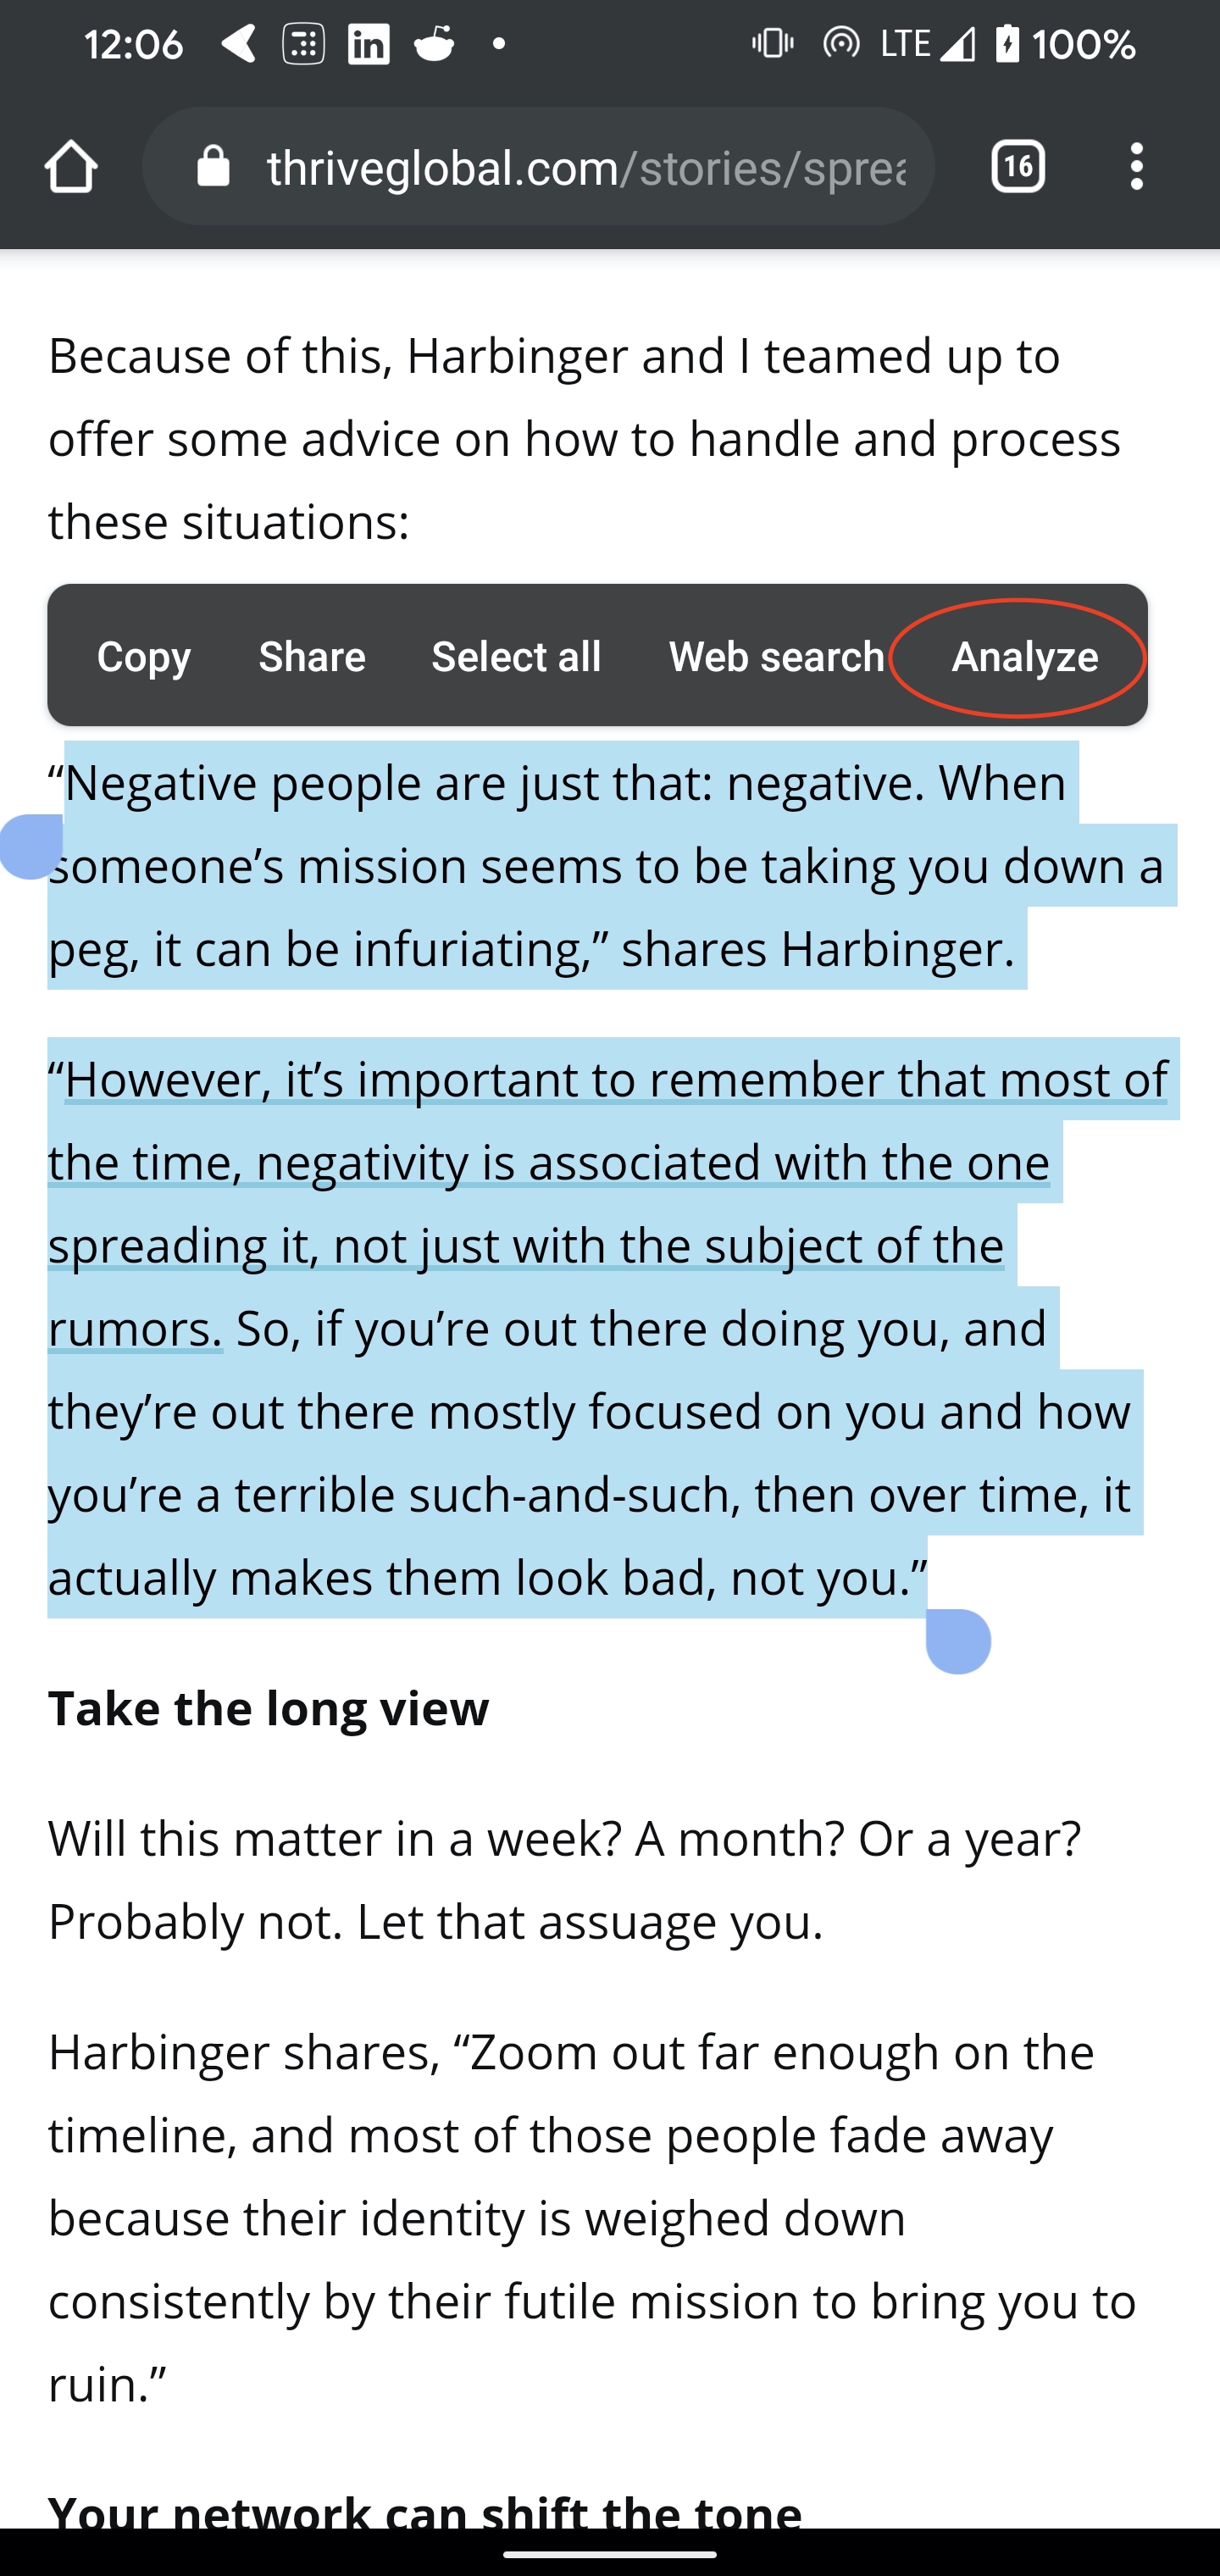 12:06 in LTE 100%
thriveglobal.com/stories/sprea 16
Because of this, Harbinger and I teamed up to
offer some advice on how to handle and process
these situations:
Copy Share Select all Web search Analyze
“Negative people are just that: negative. When
someone’s mission seems to be taking you down a
peg, it can be infuriating,” shares Harbinger.
“However, it’s important to remember that most of
the time, negativity is associated with the one
spreading it, not just with the subject of the
rumors. So, if you’re out there doing you, and
they’re out there mostly focused on you and how
you’re a terrible such-and-such, then over time, it
actually makes them look bad, not you.”
Take the long view
Will this matter in a week? A month? Or a year?
Probably not. Let that assuage you.
Harbinger shares, “Zoom out far enough on the
timeline, and most of those people fade away
because their identity is weighed down
consistently by their futile mission to bring you to
ruin.”
Your network can shift the tone